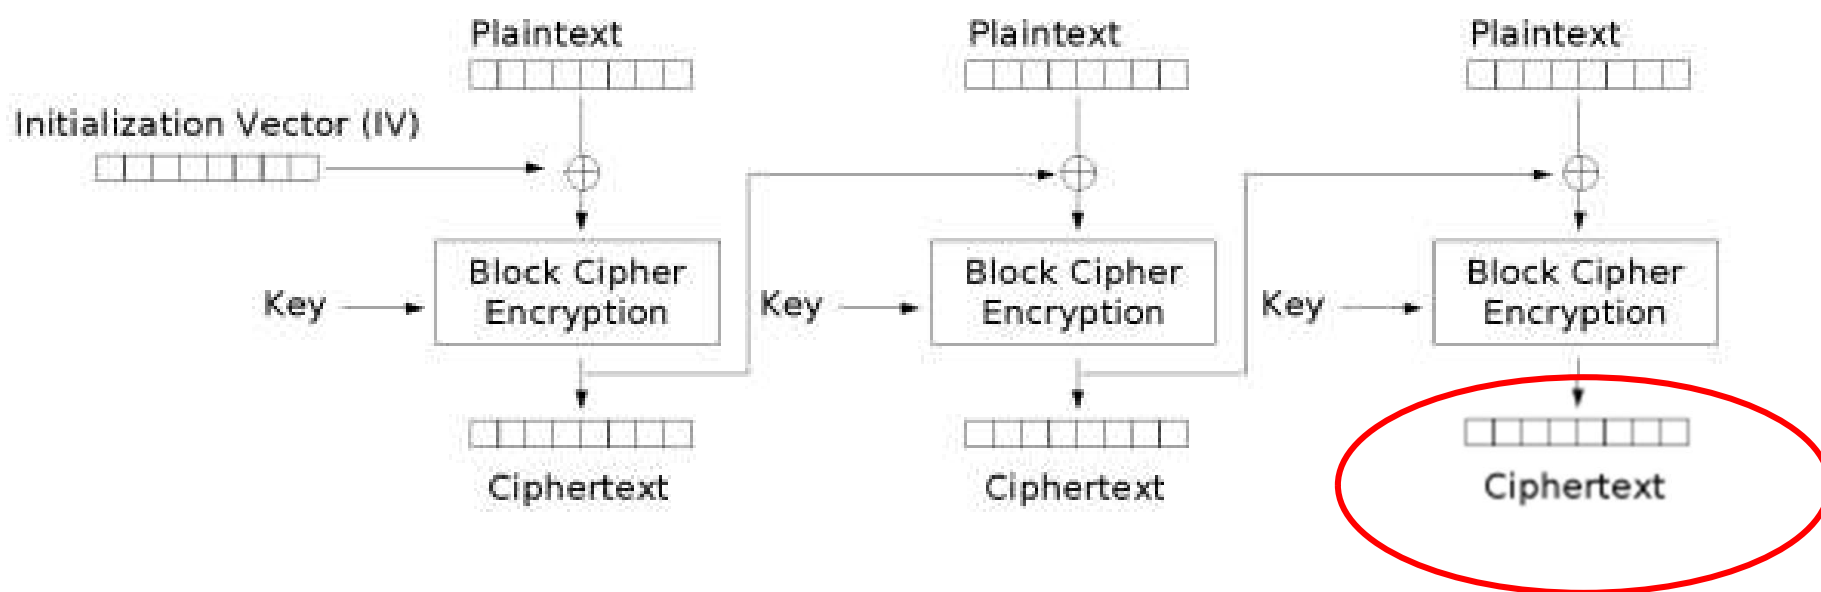 Plaintext
Plaintext
Plaintext
Initialization Vector (IV)
Block Cipher
Encryption
Block Cipher
Encryption
Block Cipher
Encryption
Key
Key
Key
Ciphertext
Ciphertext
Ciphertext